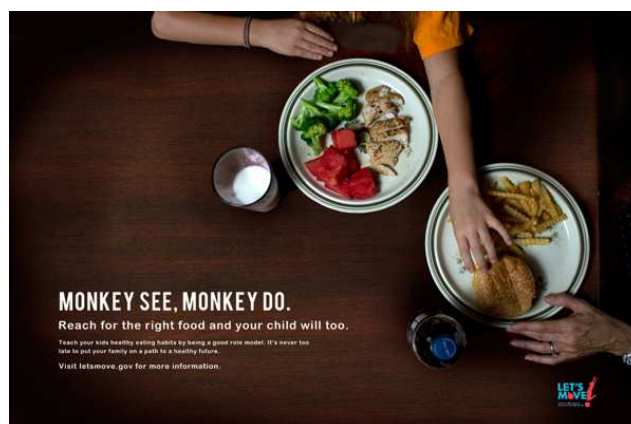 MONKEY SEE, MONKEY DO.
Reach for the right food and your child will too.
Teach your kids healthy eating habits by being a good role model. It's never too
late to put your family on a path to a healthy future.
Visit letsmove.gov for more information.
LET'S
MOVE!